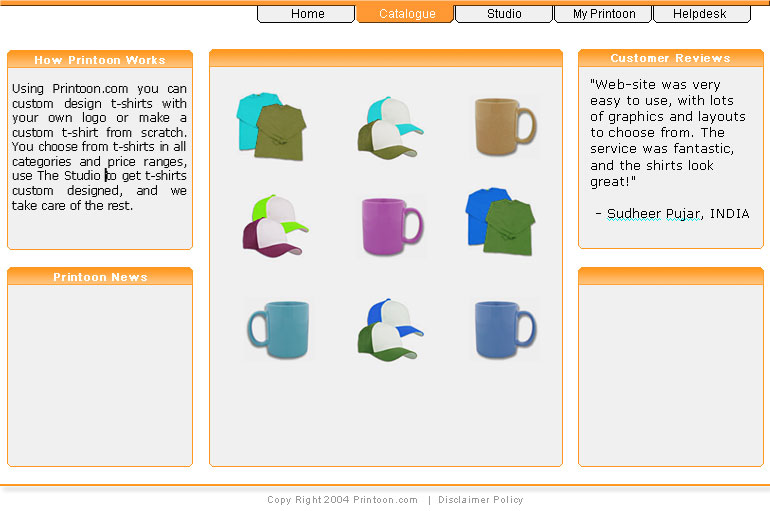 Home
Catalogue
Studio
My Printoon
Helpdesk
How Printoon Works
Using Printoon.com you can
custom design t-shirts with
your own logo or make a
custom t-shirt from scratch.
You choose from t-shirts in all
categories and price ranges,
use The Studio to get t-shirts
custom designed, and we
take care of the rest.
Printoon News
Customer Reviews
"Web-site was very
easy to use, with lots
of graphics and layouts
to choose from. The
service was fantastic,
and the shirts look
great!"
- Sudheer Pujar, INDIA
Copy Right 2004 Printoon.com | Disclaimer Policy